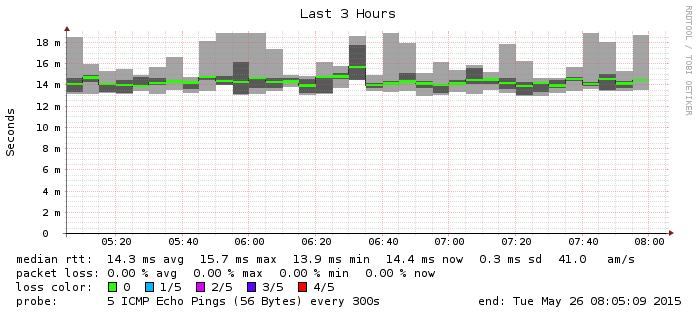 Last 3 Hours
RRDTOOL / TOBI OETIKER
Seconds
18 m
16 m
14 m
12 m
10 m
8 m
6 m
4 m
2 m
0
05:20 05:40 06:00 06:20 06:40 07:00 07:20 07:40 08:00
median rtt: 14.3 ms avg 15.7 ms max 13.9 ms min 14.4 ms now 0.3 ms sd 41.0 am/s
packet loss: 0.00 % avg 0.00 % max 0.00 % min 0.00 % now
loss color: 0 1/5 2/5 3/5 4/5
probe: 5 ICMP Echo Pings (56 Bytes) every 300s end: Tue May 26 08:05:09 2015